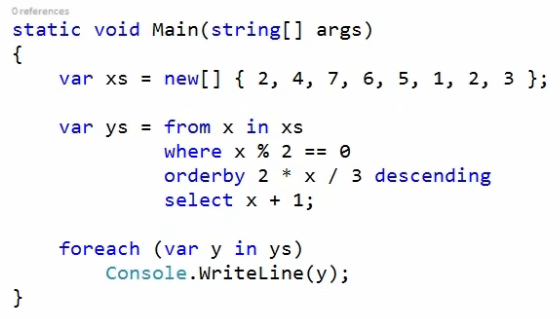 0 references
static void Main(string[] args)
{
    var xs = new[] { 2, 4, 7, 6, 5, 1, 2, 3 };

    var ys = from x in xs
             where x % 2 == 0
             orderby 2 * x / 3 descending
             select x + 1;

    foreach (var y in ys)
        Console.WriteLine(y);
}